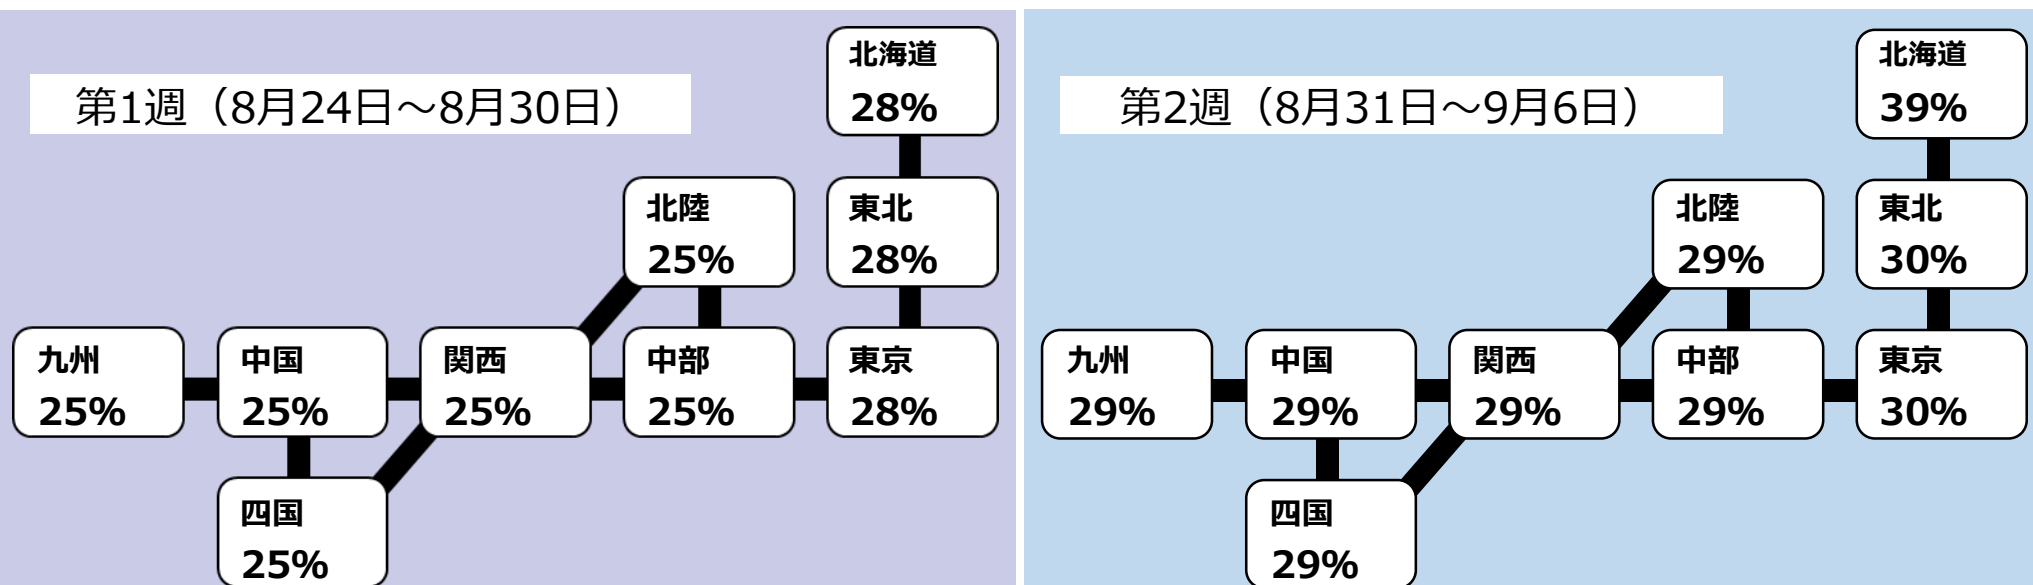 第1週（8月24日～8月30日）
北海道
28%
北陸
25%
東北
28%
九州
25%
中国
25%
関西
25%
中部
25%
東京
28%
四国
25%
第2週（8月31日～9月6日）
北海道
39%
北陸
29%
東北
30%
九州
29%
中国
29%
関西
29%
中部
29%
東京
30%
四国
29%